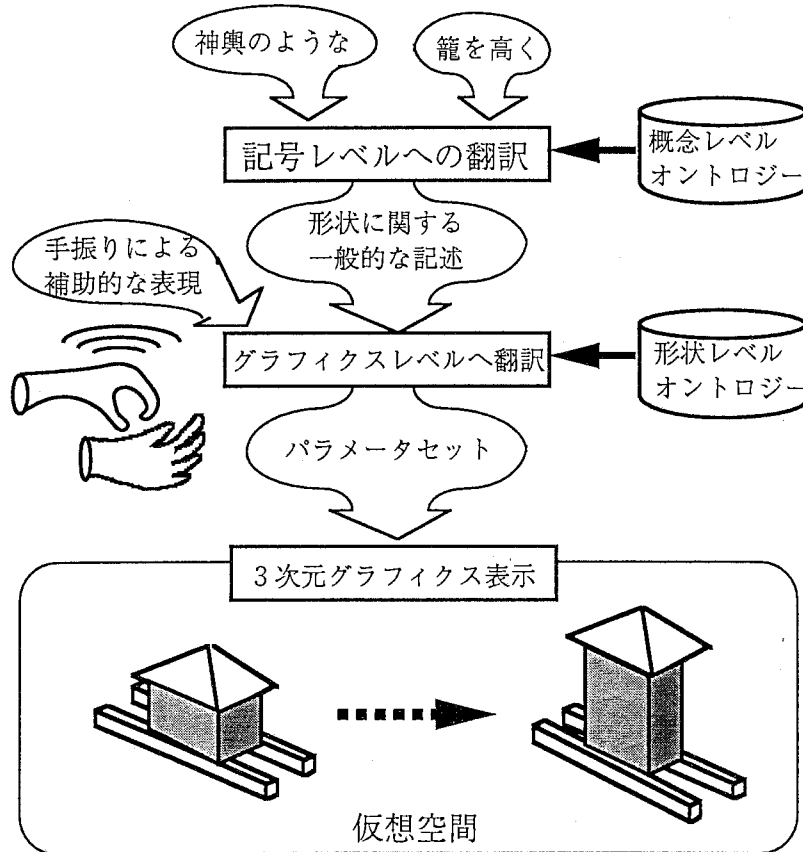 神輿のような
籠を高く
記号レベルへの翻訳
概念レベル
オントロジー
形状に関する
一般的な記述
手振りによる
補助的な表現
グラフィクスレベルへ翻訳
形状レベル
オントロジー
パラメータセット
3次元グラフィクス表示
仮想空間